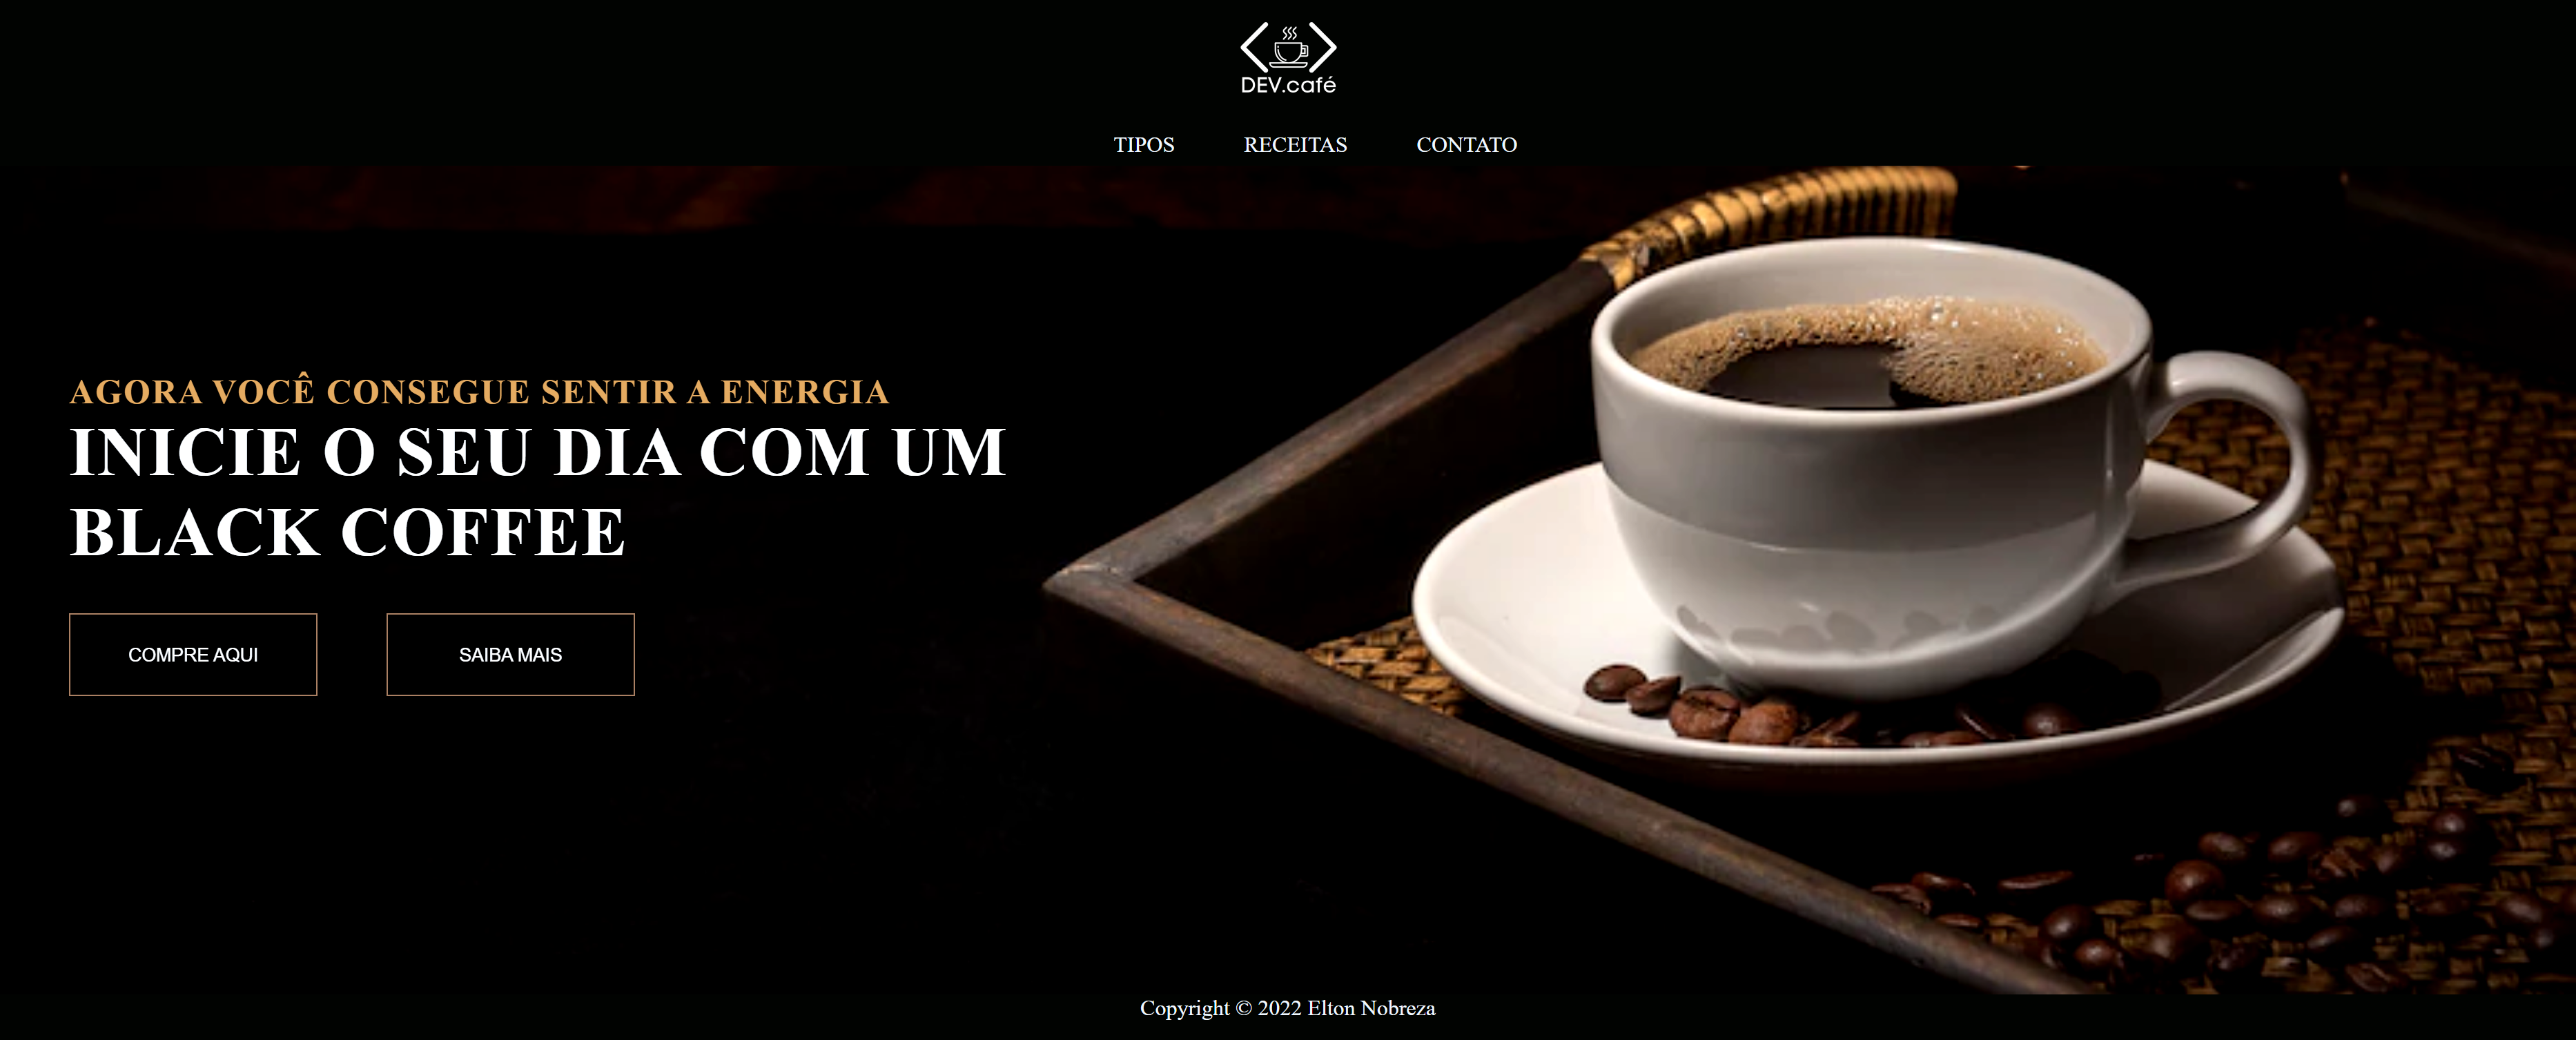 DEV.café
TIPOS RECEITAS CONTATO
AGORA VOCÊ CONSEGUE SENTIR A ENERGIA
INICIE O SEU DIA COM UM
BLACK COFFEE
COMPRE AQUI SAIBA MAIS
Copyright © 2022 Elton Nobreza